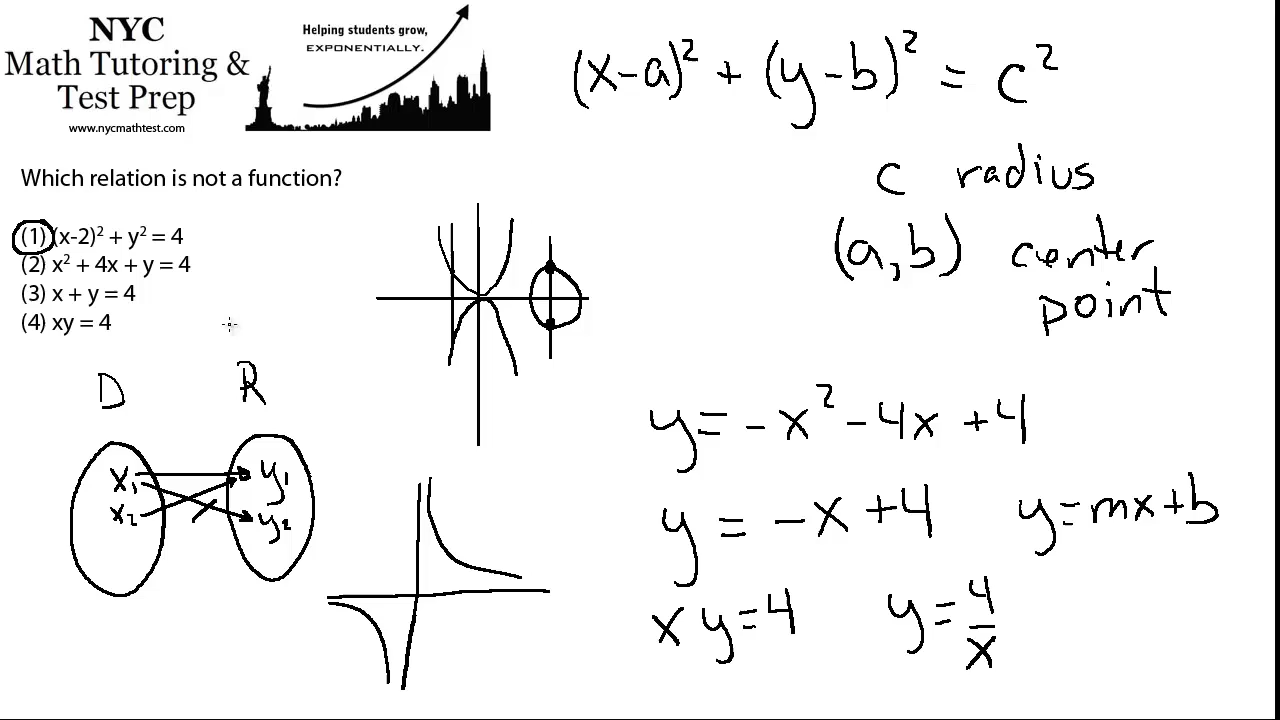 NYC
Math Tutoring &
Test Prep
www.nycmathtest.com
Helping students grow,
EXPONENTIALLY.
(x-a)² + (y-b)² = c²
c radius
(a,b) center
point
Which relation is not a function?
(1) (x-2)² + y² = 4
(2) x² + 4x + y = 4
(3) x + y = 4
(4) xy = 4
D R
x₁ y₁
x₂ y₂
y = -x² - 4x + 4
y = -x + 4 y = mx + b
xy = 4 y = 4/x